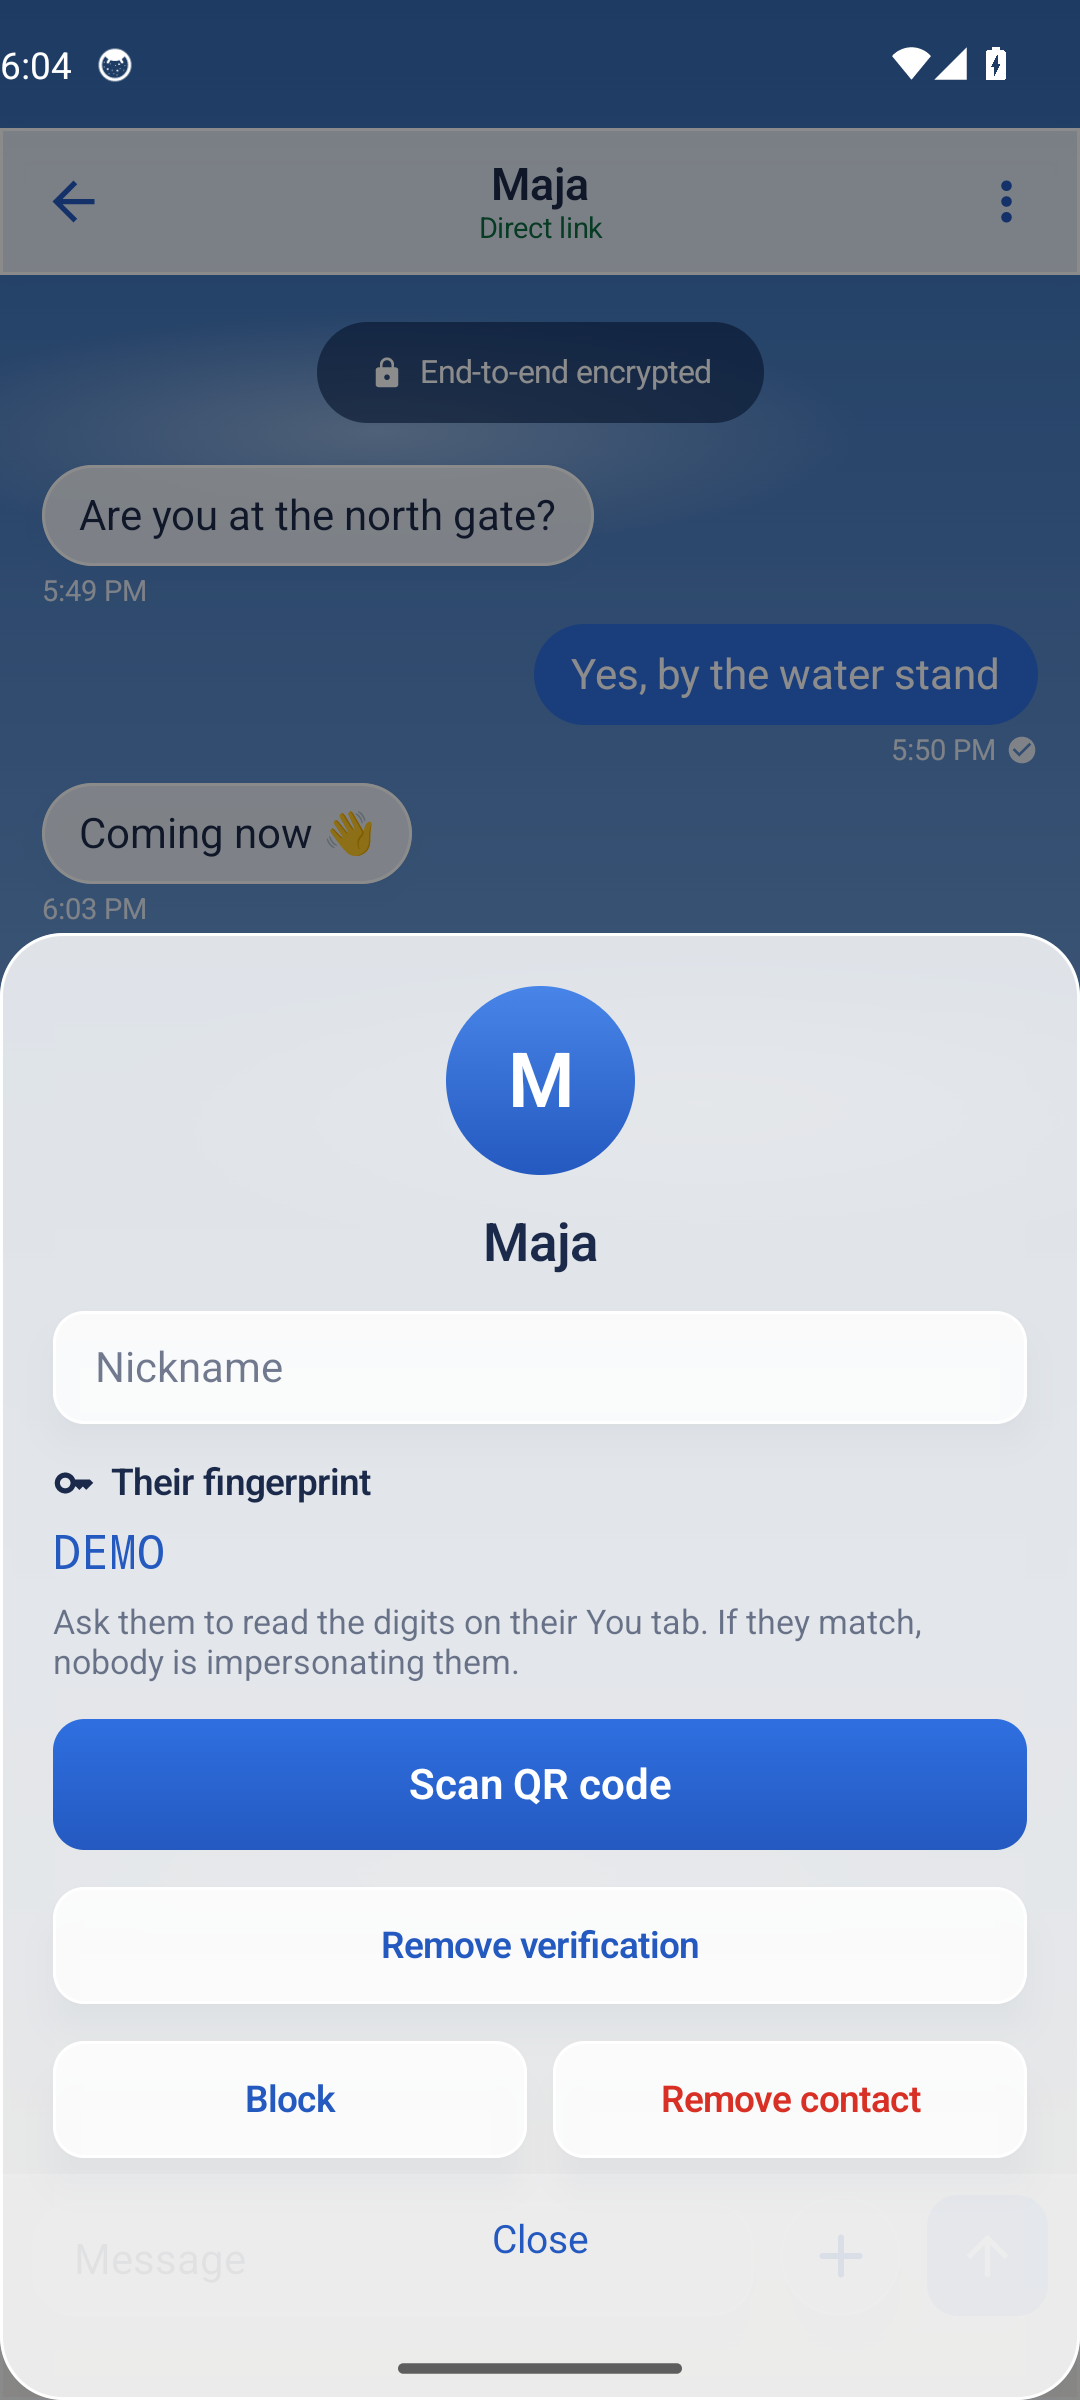 6:04
Maja
Direct link
End-to-end encrypted
Are you at the north gate?
5:49 PM
Yes, by the water stand
5:50 PM
Coming now 👋
6:03 PM
M
Maja
Nickname
Their fingerprint
DEMO
Ask them to read the digits on their You tab. If they match,
nobody is impersonating them.
Scan QR code
Remove verification
Block
Remove contact
Close
Message